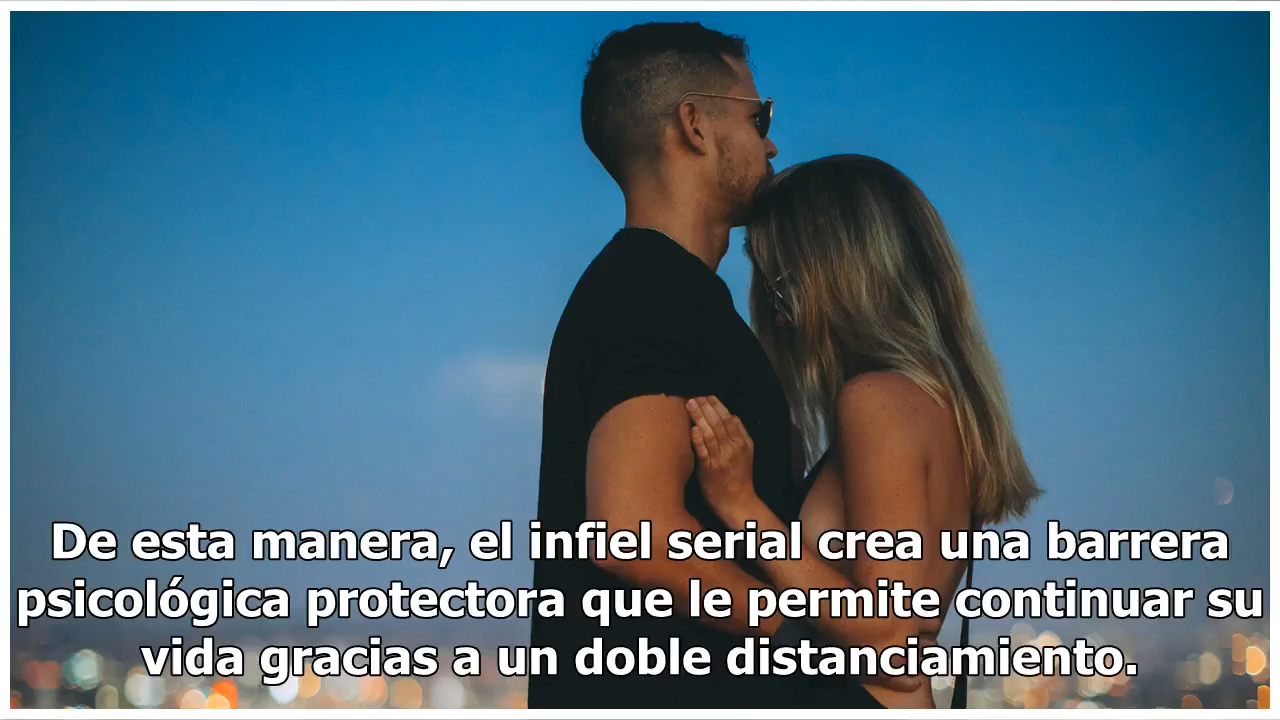 De esta manera, el infiel serial crea una barrera
psicológica protectora que le permite continuar su
vida gracias a un doble distanciamiento.